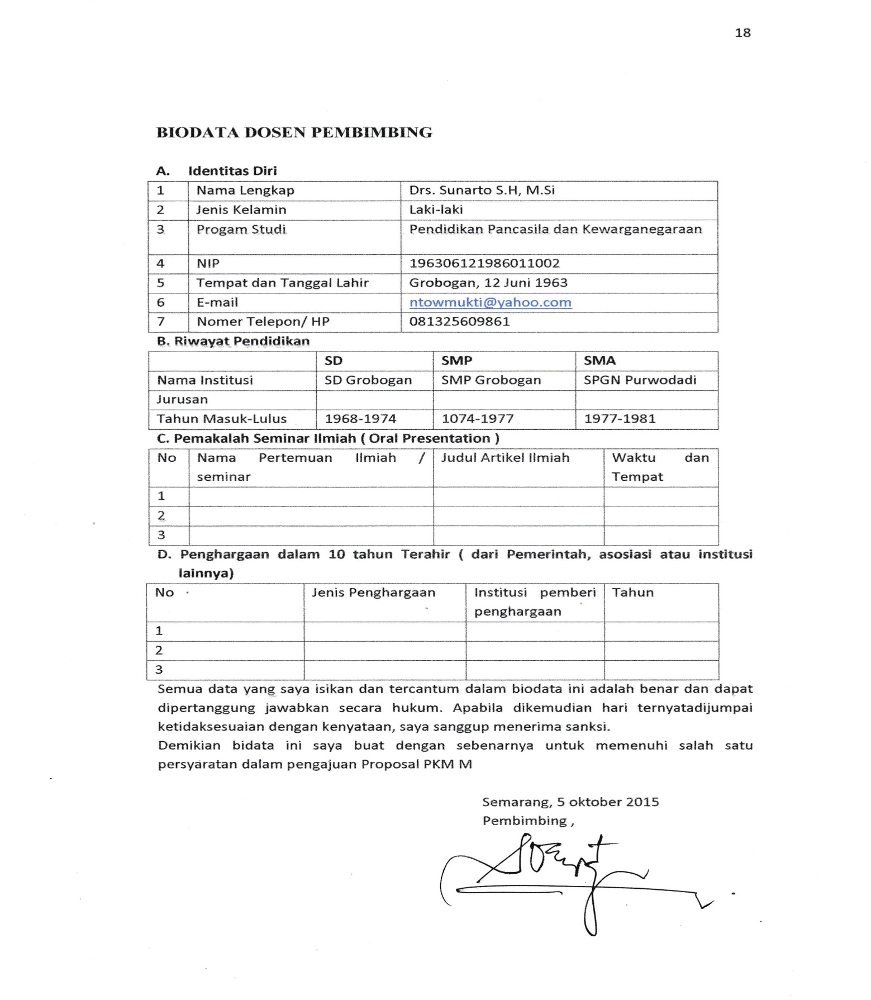 18
BIODATA DOSEN PEMBIMBING
A. Identitas Diri
1 Nama Lengkap Drs. Sunarto S.H, M.Si
2 Jenis Kelamin Laki-laki
3 Progam Studi Pendidikan Pancasila dan Kewarganegaraan
4 NIP 196306121986011002
5 Tempat dan Tanggal Lahir Grobogan, 12 Juni 1963
6 E-mail ntowmukti@yahoo.com
7 Nomer Telepon/ HP 081325609861
B. Riwayat Pendidikan
SD SMP SMA
Nama Institusi SD Grobogan SMP Grobogan SPGN Purwodadi
Jurusan
Tahun Masuk-Lulus 1968-1974 1074-1977 1977-1981
C. Pemakalah Seminar Ilmiah ( Oral Presentation )
No Nama Pertemuan Ilmiah / Judul Artikel Ilmiah Waktu dan
seminar Tempat
1
2
3
D. Penghargaan dalam 10 tahun Terahir ( dari Pemerintah, asosiasi atau institusi
lainnya)
No Jenis Penghargaan Institusi pemberi Tahun
penghargaan
1
2
3
Semua data yang saya isikan dan tercantum dalam biodata ini adalah benar dan dapat
dipertanggung jawabkan secara hukum. Apabila dikemudian hari ternyatadijumpai
ketidaksesuaian dengan kenyataan, saya sanggup menerima sanksi.
Demikian bidata ini saya buat dengan sebenarnya untuk memenuhi salah satu
persyaratan dalam pengajuan Proposal PKM M
Semarang, 5 oktober 2015
Pembimbing ,